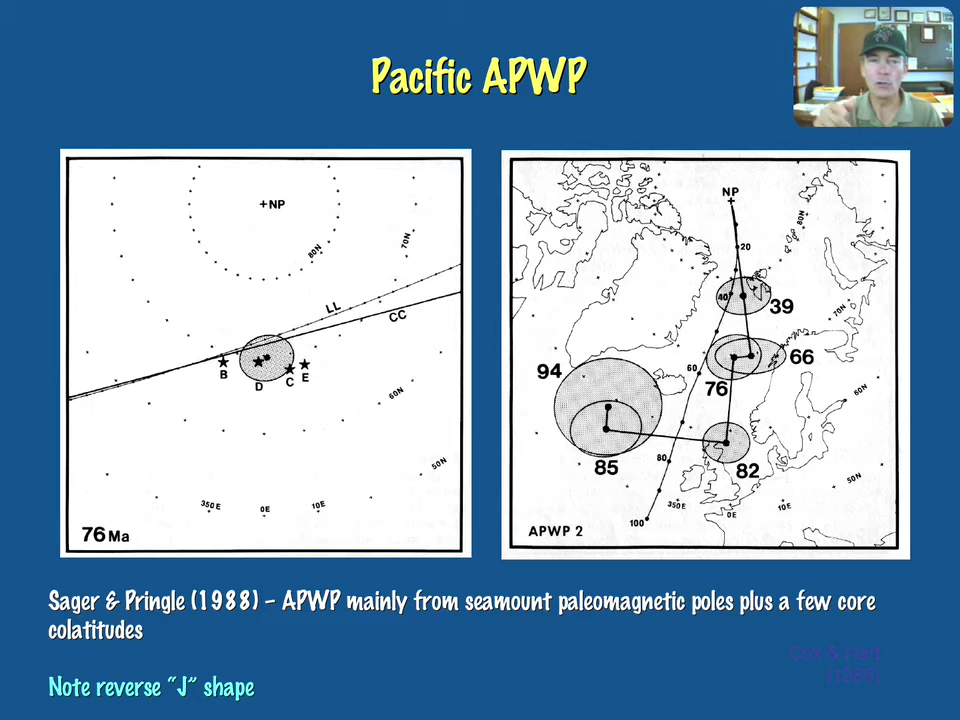 Pacific APWP
+NP
80N
70N
LL
CC
B
D
C
E
60N
50N
350E
0E
10E
76 Ma
NP
80N
20
40
39
70N
94
60
66
76
60N
85
80
82
50N
350E
0E
10E
100
APWP 2
Sager & Pringle (1988) – APWP mainly from seamount paleomagnetic poles plus a few core
colatitudes
Cox & Hart
(1986)
Note reverse "J" shape